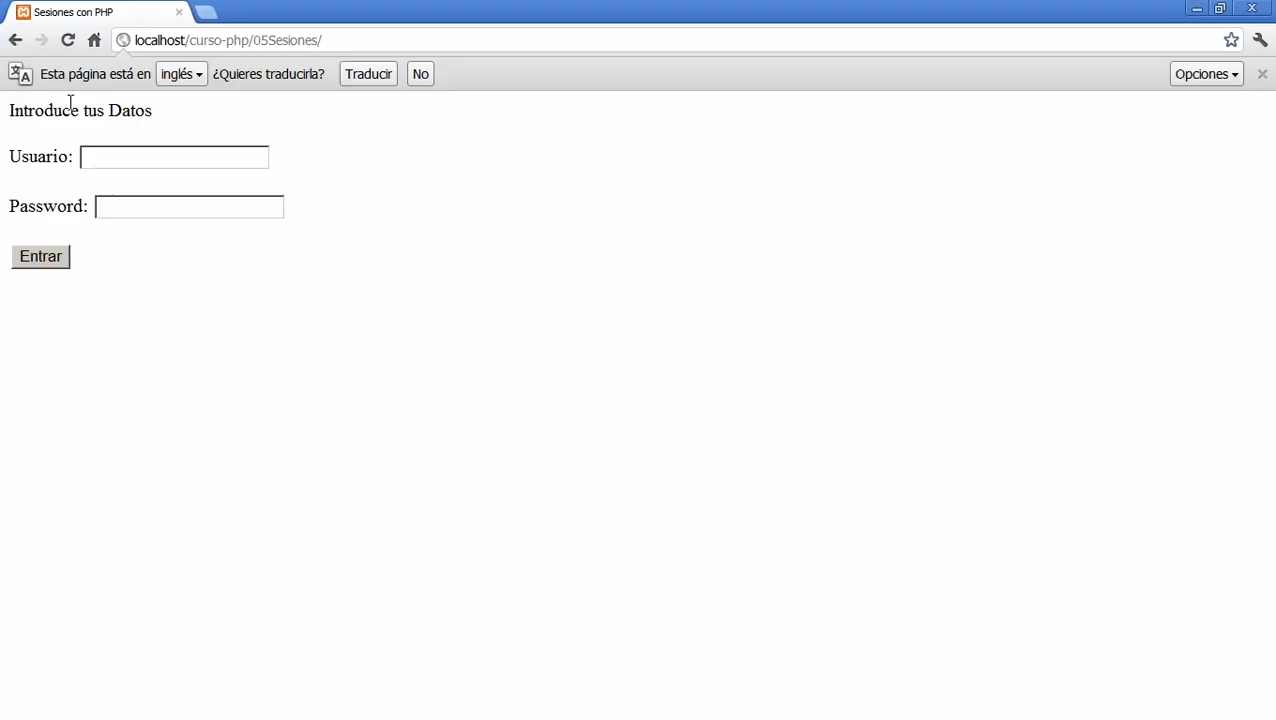 Sesiones con PHP
localhost/curso-php/05Sesiones/
Esta página está en inglés ¿Quieres traducirla? Traducir No Opciones
Introduce tus Datos
Usuario:
Password:
Entrar